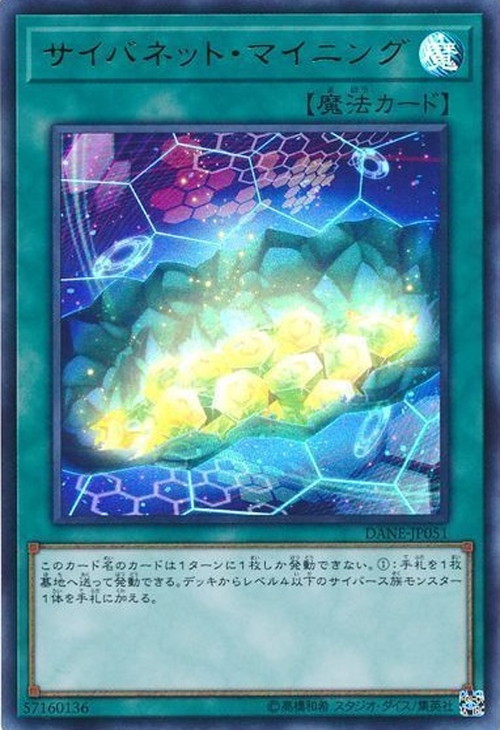 サイバネット・マイニング
魔
【魔法カード】
DANE-JP051
このカード名のカードは1ターンに1枚しか発動できない。①:手札を1枚
墓地へ送って発動できる。デッキからレベル4以下のサイバース族モンスター
1体を手札に加える。
57160136
©高橋和希 スタジオ・ダイス/集英社